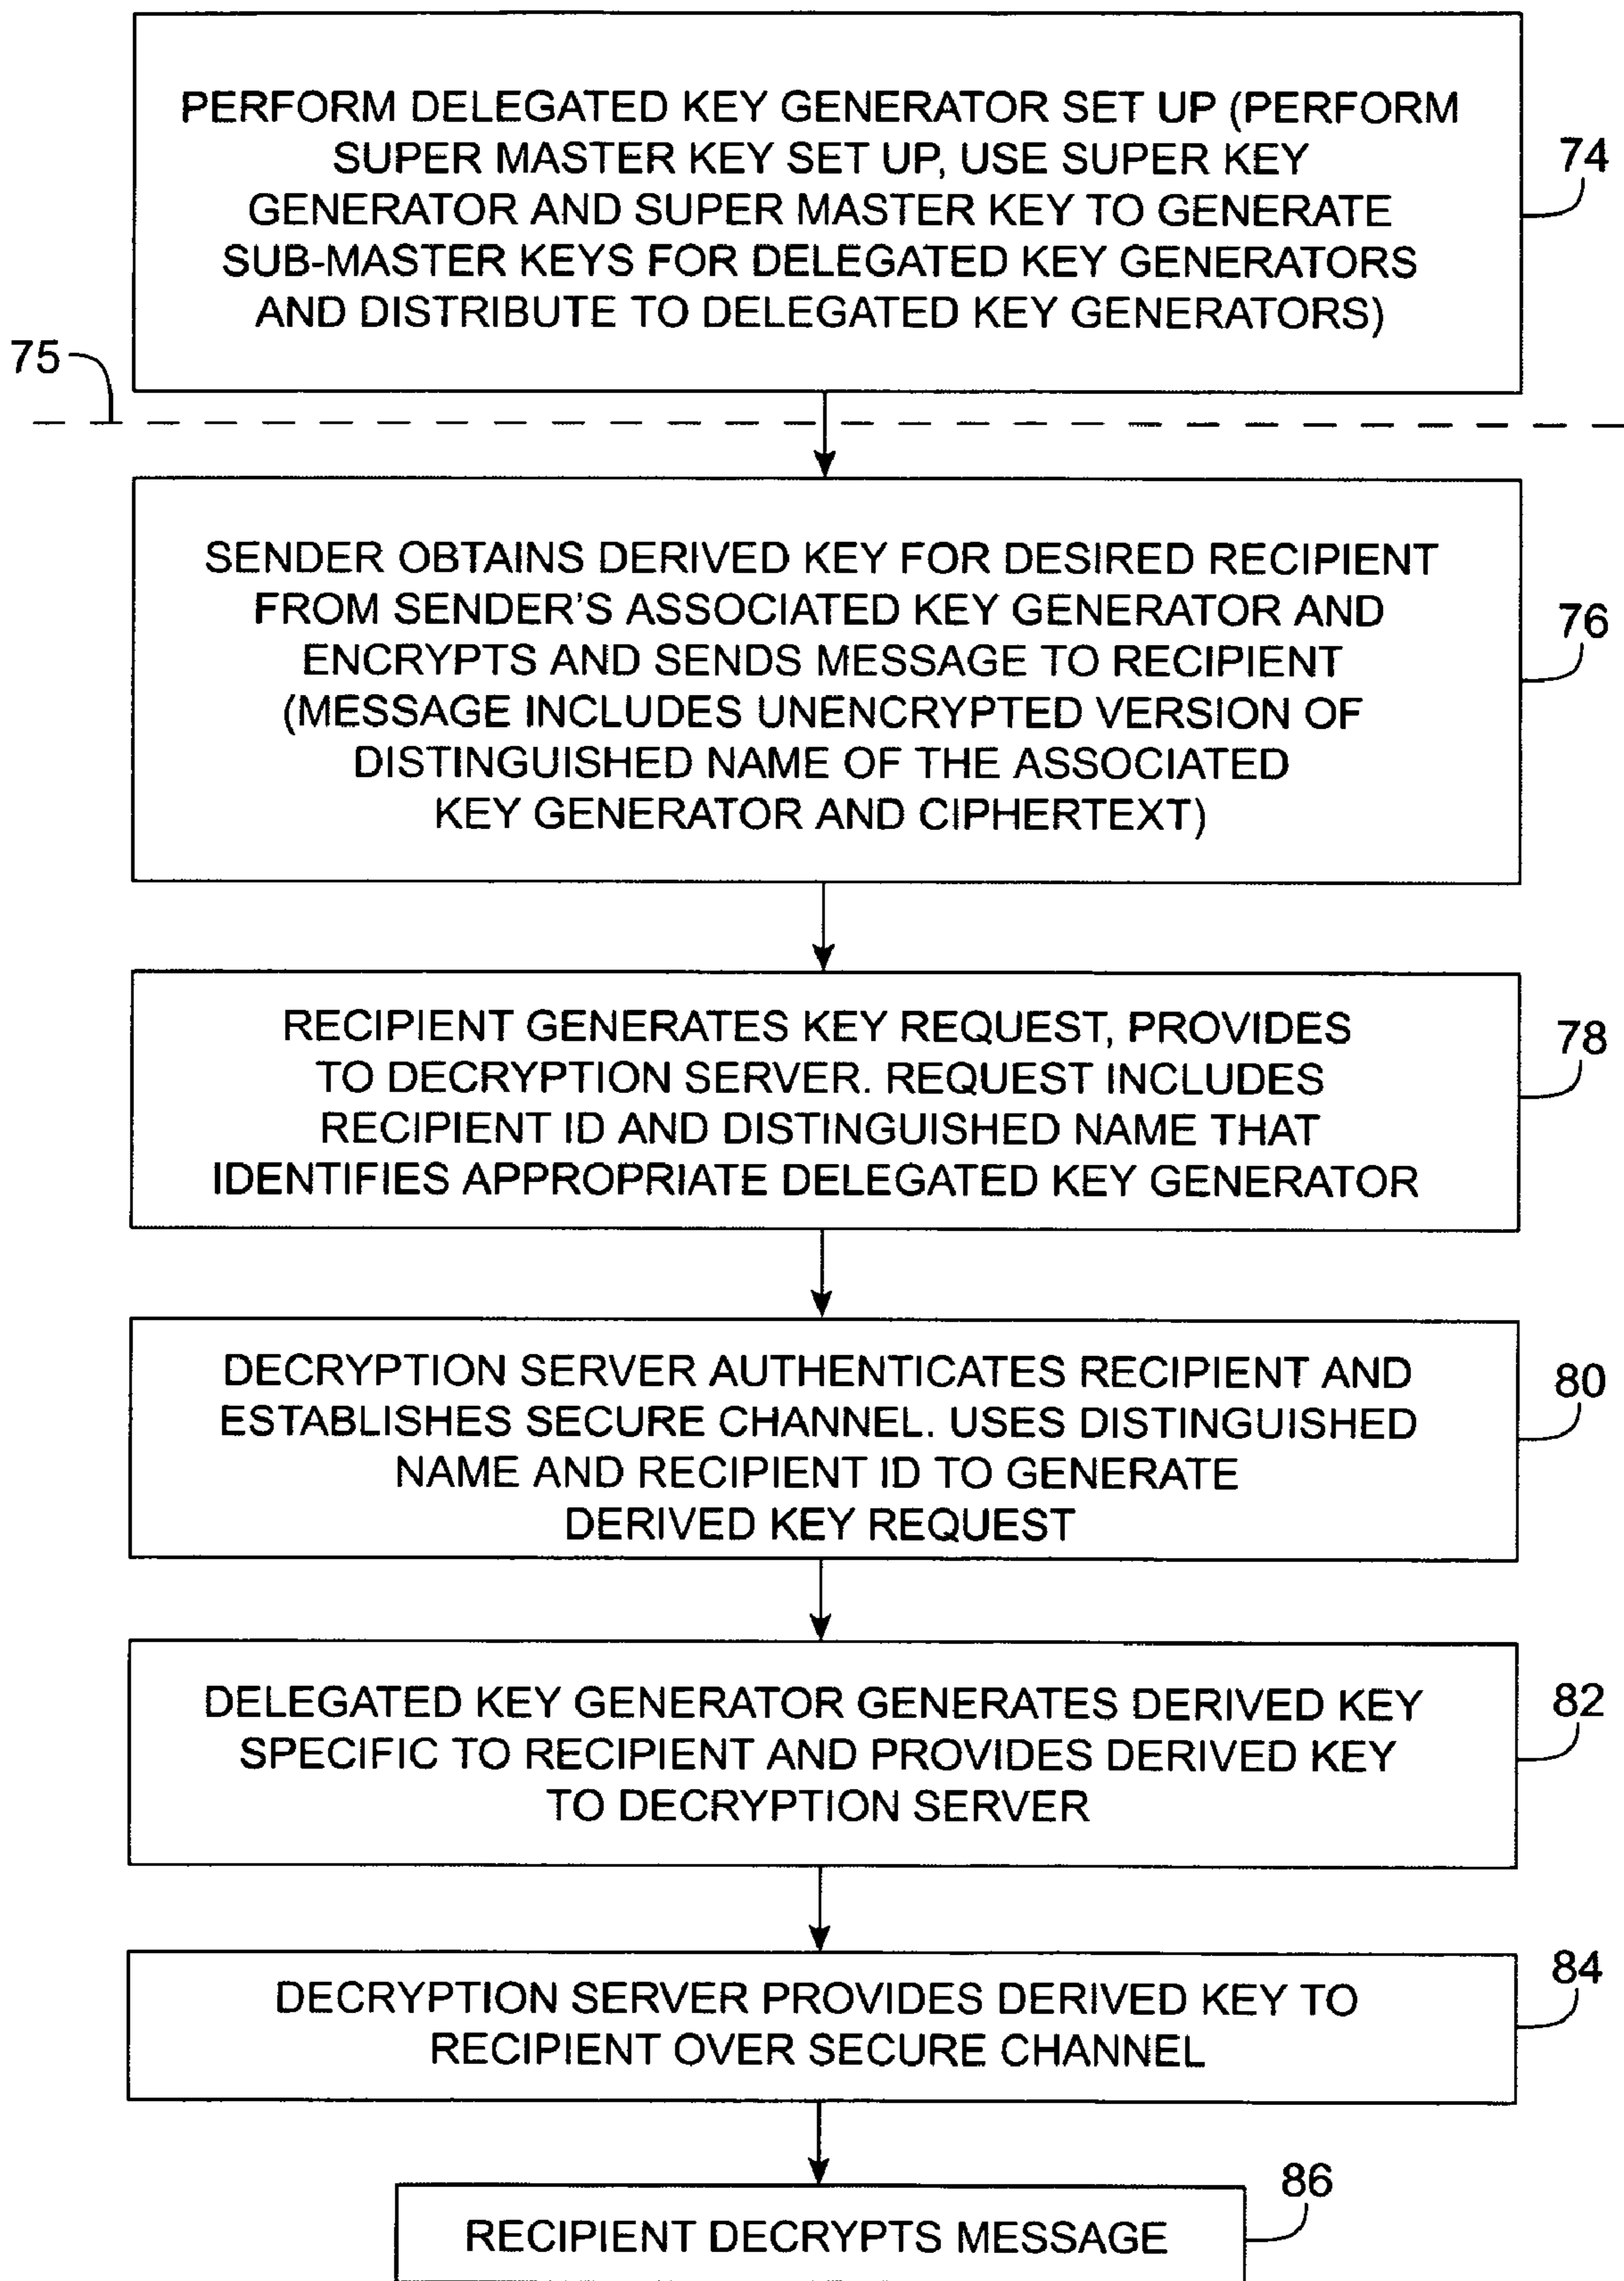 PERFORM DELEGATED KEY GENERATOR SET UP (PERFORM
SUPER MASTER KEY SET UP, USE SUPER KEY
GENERATOR AND SUPER MASTER KEY TO GENERATE
SUB-MASTER KEYS FOR DELEGATED KEY GENERATORS
AND DISTRIBUTE TO DELEGATED KEY GENERATORS)
74
75
SENDER OBTAINS DERIVED KEY FOR DESIRED RECIPIENT
FROM SENDER'S ASSOCIATED KEY GENERATOR AND
ENCRYPTS AND SENDS MESSAGE TO RECIPIENT
(MESSAGE INCLUDES UNENCRYPTED VERSION OF
DISTINGUISHED NAME OF THE ASSOCIATED
KEY GENERATOR AND CIPHERTEXT)
76
RECIPIENT GENERATES KEY REQUEST, PROVIDES
TO DECRYPTION SERVER. REQUEST INCLUDES
RECIPIENT ID AND DISTINGUISHED NAME THAT
IDENTIFIES APPROPRIATE DELEGATED KEY GENERATOR
78
DECRYPTION SERVER AUTHENTICATES RECIPIENT AND
ESTABLISHES SECURE CHANNEL. USES DISTINGUISHED
NAME AND RECIPIENT ID TO GENERATE
DERIVED KEY REQUEST
80
DELEGATED KEY GENERATOR GENERATES DERIVED KEY
SPECIFIC TO RECIPIENT AND PROVIDES DERIVED KEY
TO DECRYPTION SERVER
82
DECRYPTION SERVER PROVIDES DERIVED KEY TO
RECIPIENT OVER SECURE CHANNEL
84
RECIPIENT DECRYPTS MESSAGE
86